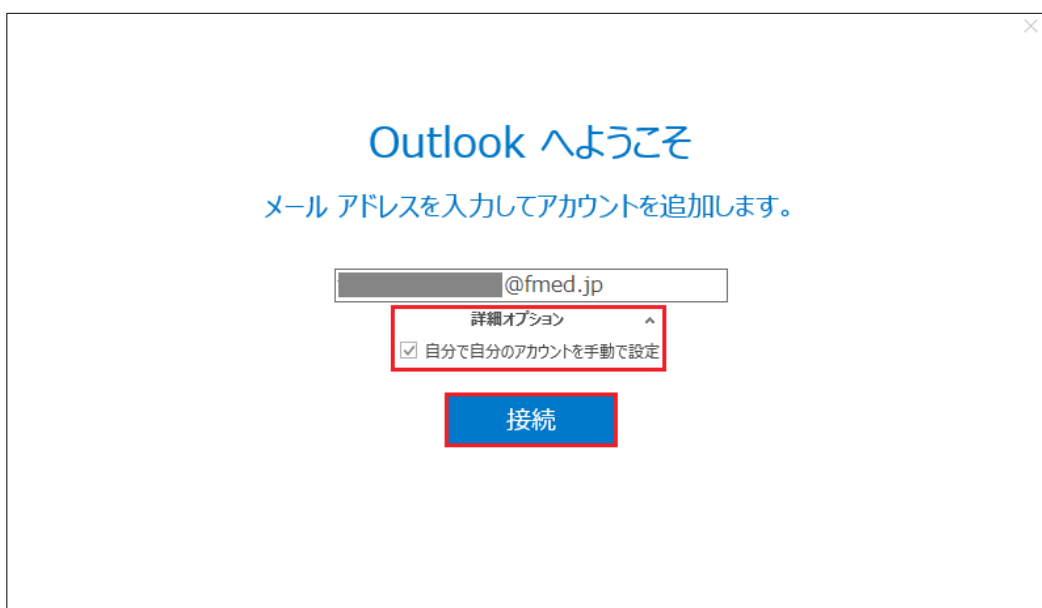 Outlook へようこそ
メール アドレスを入力してアカウントを追加します。
@fmed.jp
詳細オプション
自分で自分のアカウントを手動で設定
接続